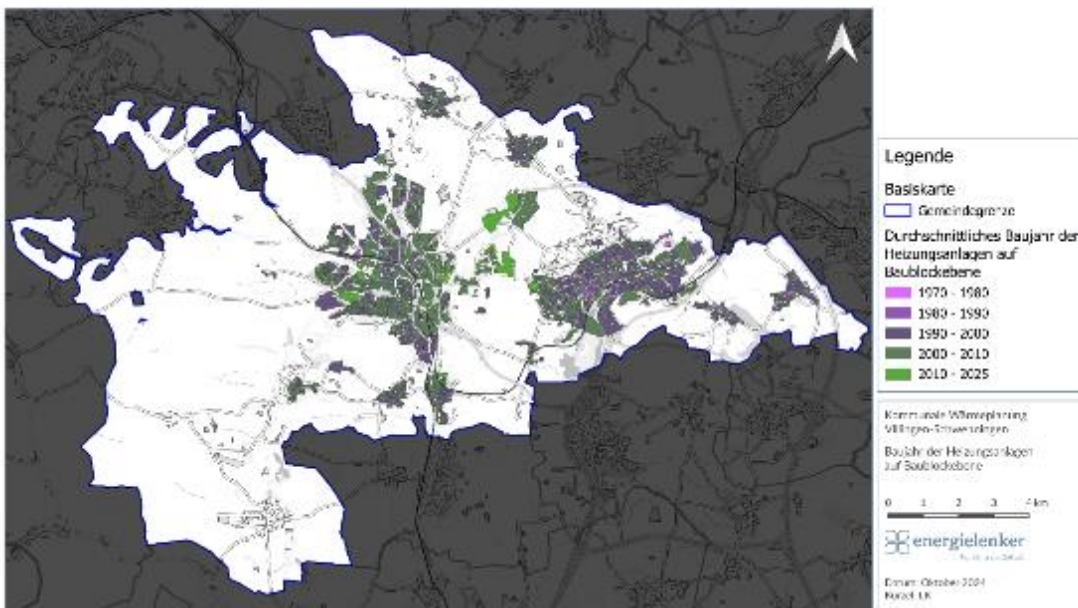 Legende
Basiskarte
Gemeindegrenze
Durchschnittliches Baujahr der
Heizungsanlagen auf
Baublockebene
1970 - 1980
1980 - 1990
1990 - 2000
2000 - 2010
2010 - 2025
Kommunale Wärmeplanung
Villingen-Schwenningen
Baujahr der Heizungsanlagen
auf Baublockebene
0 1 2 3 4 km
energielenker
Datum: Oktober 2024
Kürzel: LK